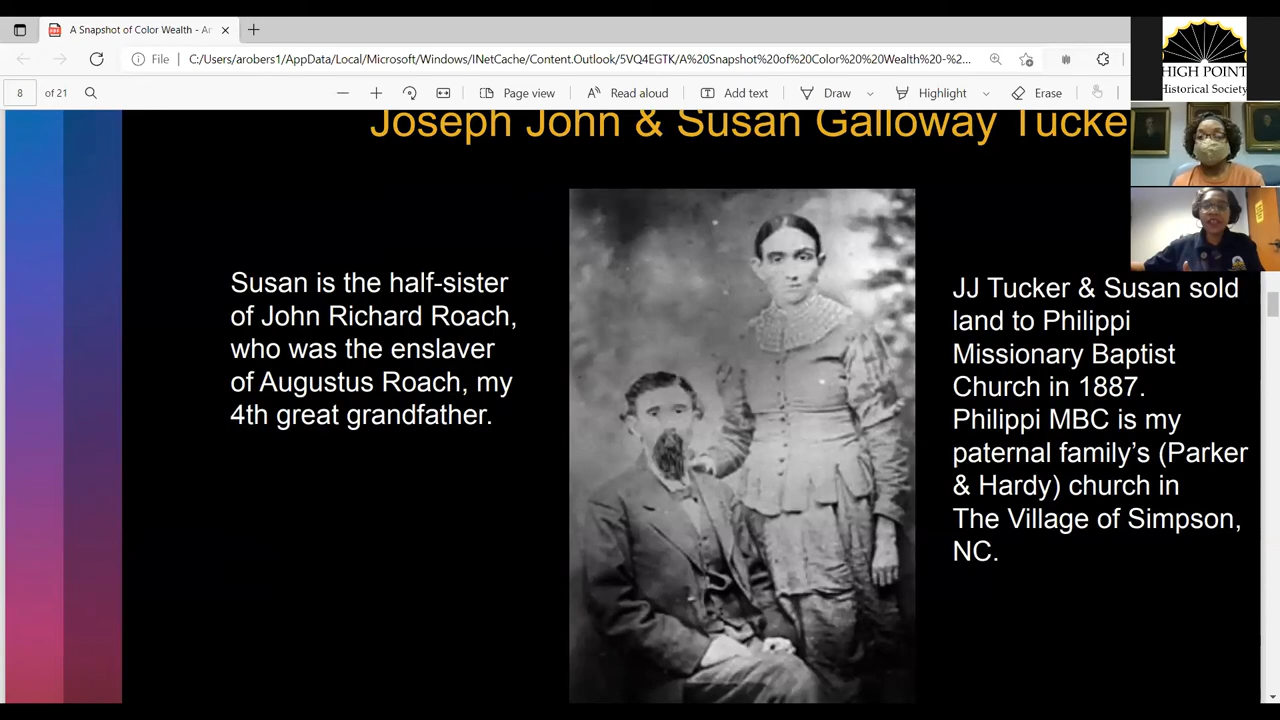 A Snapshot of Color Wealth - A
File
C:/Users/arobers1/AppData/Local/Microsoft/Windows/INetCache/Content.Outlook/5VQ4EGTK/A%20Snapshot%20of%20Color%20%20Wealth%20-%2...
8 of 21
Page view
Read aloud
Add text
Draw
Highlight
Erase
HIGH POINT
Historical Society
Joseph John & Susan Galloway Tucke
Susan is the half-sister
of John Richard Roach,
who was the enslaver
of Augustus Roach, my
4th great grandfather.
JJ Tucker & Susan sold
land to Philippi
Missionary Baptist
Church in 1887.
Philippi MBC is my
paternal family's (Parker
& Hardy) church in
The Village of Simpson,
NC.